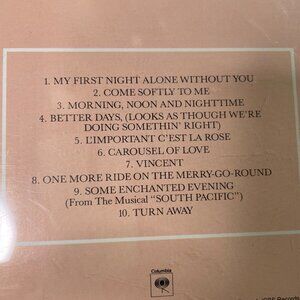 1. MY FIRST NIGHT ALONE WITHOUT YOU
2. COME SOFTLY TO ME
3. MORNING, NOON AND NIGHTTIME
4. BETTER DAYS, (LOOKS AS THOUGH WE'RE
DOING SOMETHIN' RIGHT)
5. L'IMPORTANT C'EST LA ROSE
6. CAROUSEL OF LOVE
7. VINCENT
8. ONE MORE RIDE ON THE MERRY-GO-ROUND
9. SOME ENCHANTED EVENING
(From The Musical "SOUTH PACIFIC")
10. TURN AWAY
Columbia